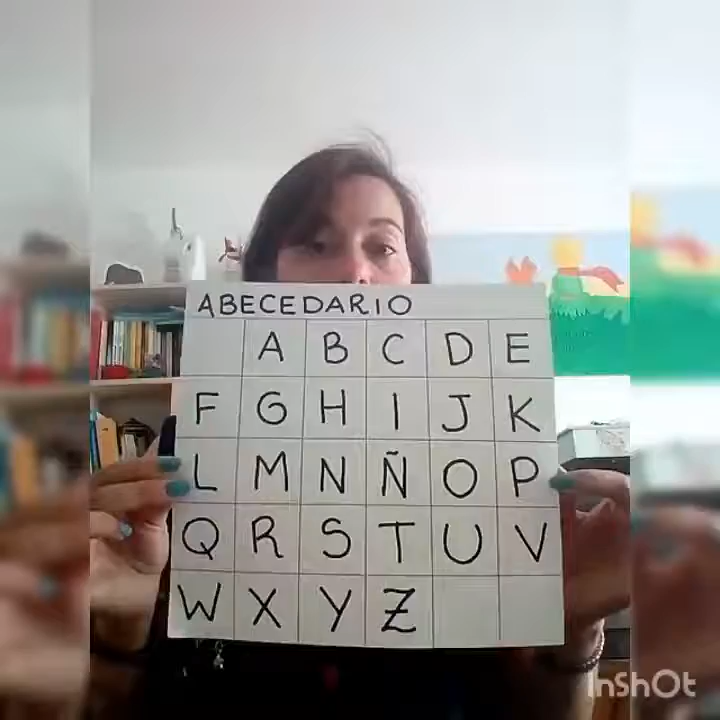 ABECEDARIO
A B C D E
F G H I J K
L M N Ñ O P
Q R S T U V
W X Y Z
InShOt